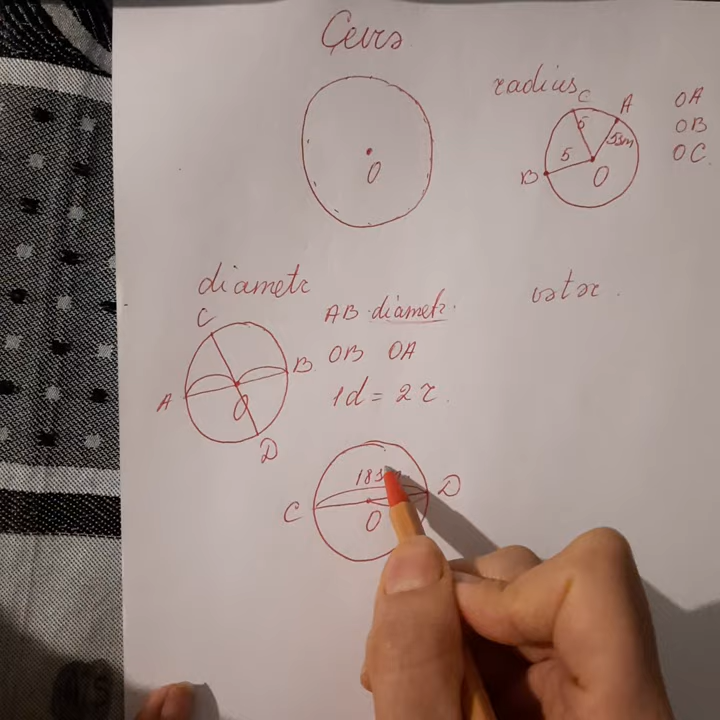 Çevrə
O
radius
C
A
5
5sm
5
B
O
OA
OB
OC
diametr
C
A
B
O
D
AB diametr.
OB OA
1d = 2r.
vətər.
C
D
O